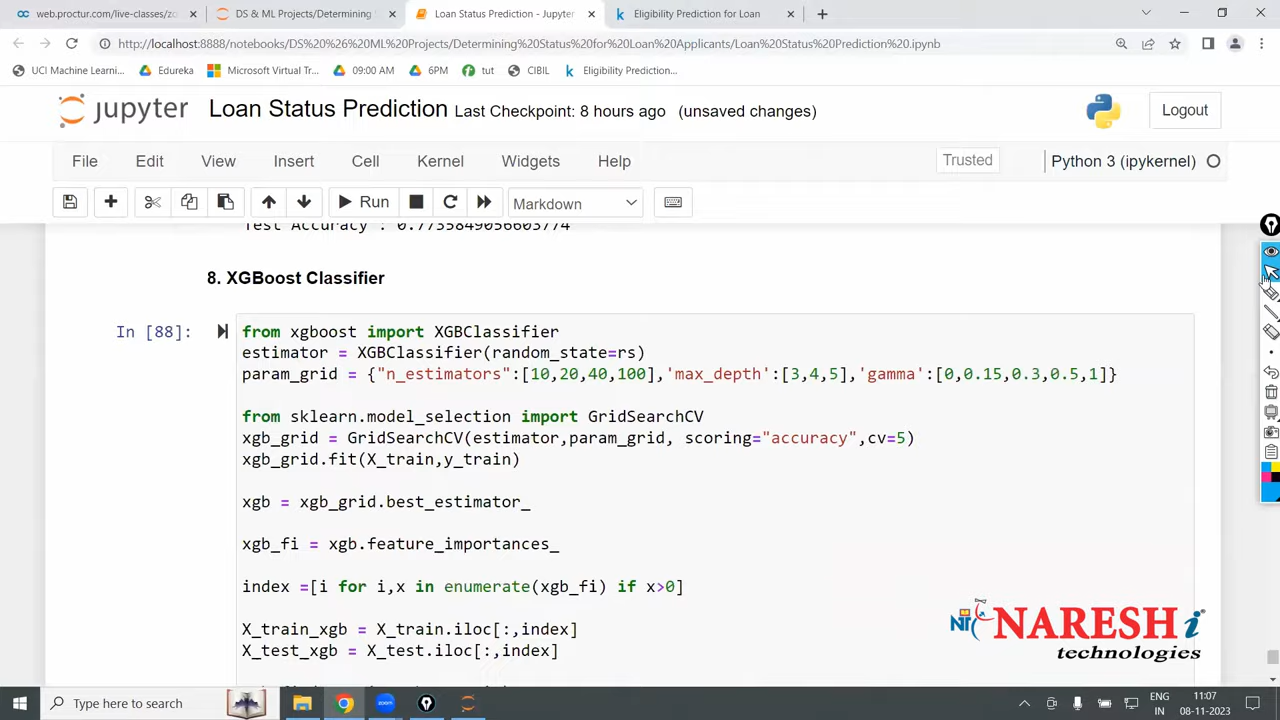 web.proctur.com/live-classes/zo
DS & ML Projects/Determining
Loan Status Prediction - Jupyter
Eligibility Prediction for Loan
http://localhost:8888/notebooks/DS%20%26%20ML%20Projects/Determining%20Status%20for%20Loan%20Applicants/Loan%20Status%20Prediction%20.ipynb
UCI Machine Learni...
Edureka
Microsoft Virtual Tr...
09:00 AM
6PM
tut
CIBIL
Eligibility Prediction...
jupyter Loan Status Prediction Last Checkpoint: 8 hours ago (unsaved changes)
Logout
File Edit View Insert Cell Kernel Widgets Help
Trusted
Python 3 (ipykernel)
Run
Markdown
Test Accuracy : 0.7735849056603774
8. XGBoost Classifier
In [88]:
from xgboost import XGBClassifier
estimator = XGBClassifier(random_state=rs)
param_grid = {"n_estimators":[10,20,40,100],'max_depth':[3,4,5],'gamma':[0,0.15,0.3,0.5,1]}
from sklearn.model_selection import GridSearchCV
xgb_grid = GridSearchCV(estimator,param_grid, scoring="accuracy",cv=5)
xgb_grid.fit(X_train,y_train)
xgb = xgb_grid.best_estimator_
xgb_fi = xgb.feature_importances_
index =[i for i,x in enumerate(xgb_fi) if x>0]
X_train_xgb = X_train.iloc[:,index]
X_test_xgb = X_test.iloc[:,index]
NT NARESH i
technologies
Type here to search
ENG
IN
11:07
08-11-2023